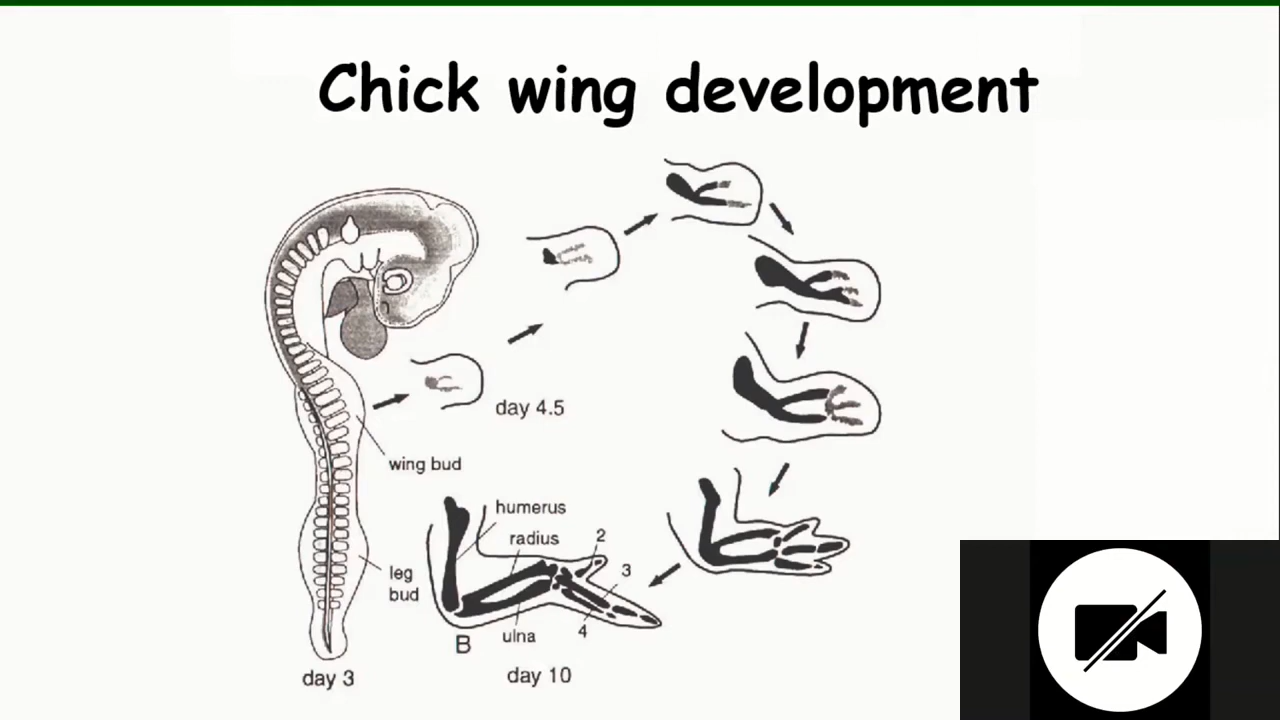 Chick wing development
day 4.5
wing bud
humerus
radius
2
3
leg
bud
4
ulna
B
day 3
day 10